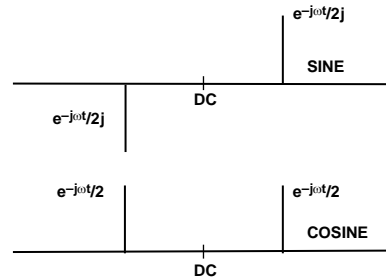 e^–jωt/2j
SINE
DC
e^–jωt/2j
e^–jωt/2
e^–jωt/2
COSINE
DC